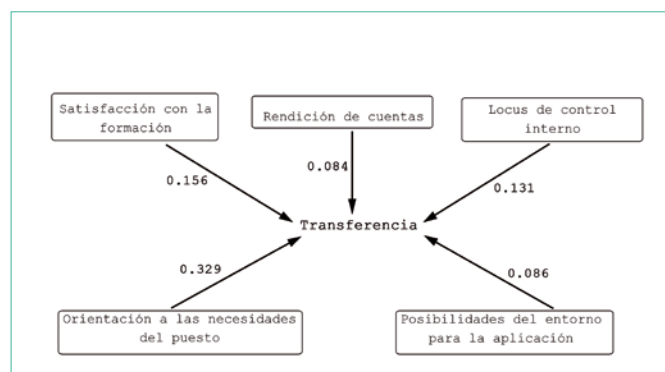 Satisfacción con la
formación
Rendición de cuentas
Locus de control
interno
0.156
0.084
0.131
Transferencia
0.329
0.086
Orientación a las necesidades
del puesto
Posibilidades del entorno
para la aplicación